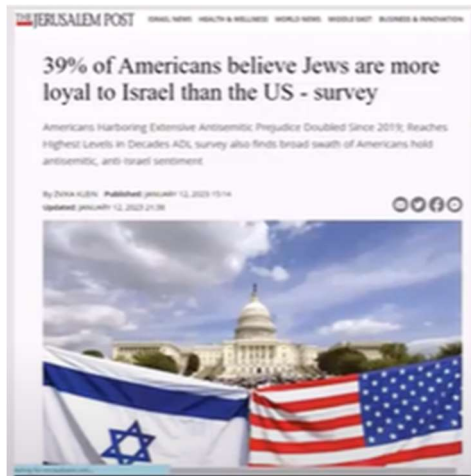 THE JERUSALEM POST ISRAEL NEWS HEALTH & WELLNESS WORLD NEWS MIDDLE EAST BUSINESS & INNOVATION
39% of Americans believe Jews are more
loyal to Israel than the US - survey
Americans Harboring Extensive Antisemitic Prejudice Doubled Since 2019; Reaches
Highest Levels in Decades ADL survey also finds broad swath of Americans hold
antisemitic, anti-Israel sentiment
By ZVIKA KLEIN Published: JANUARY 12, 2023 15:14
Updated: JANUARY 12, 2023 21:38